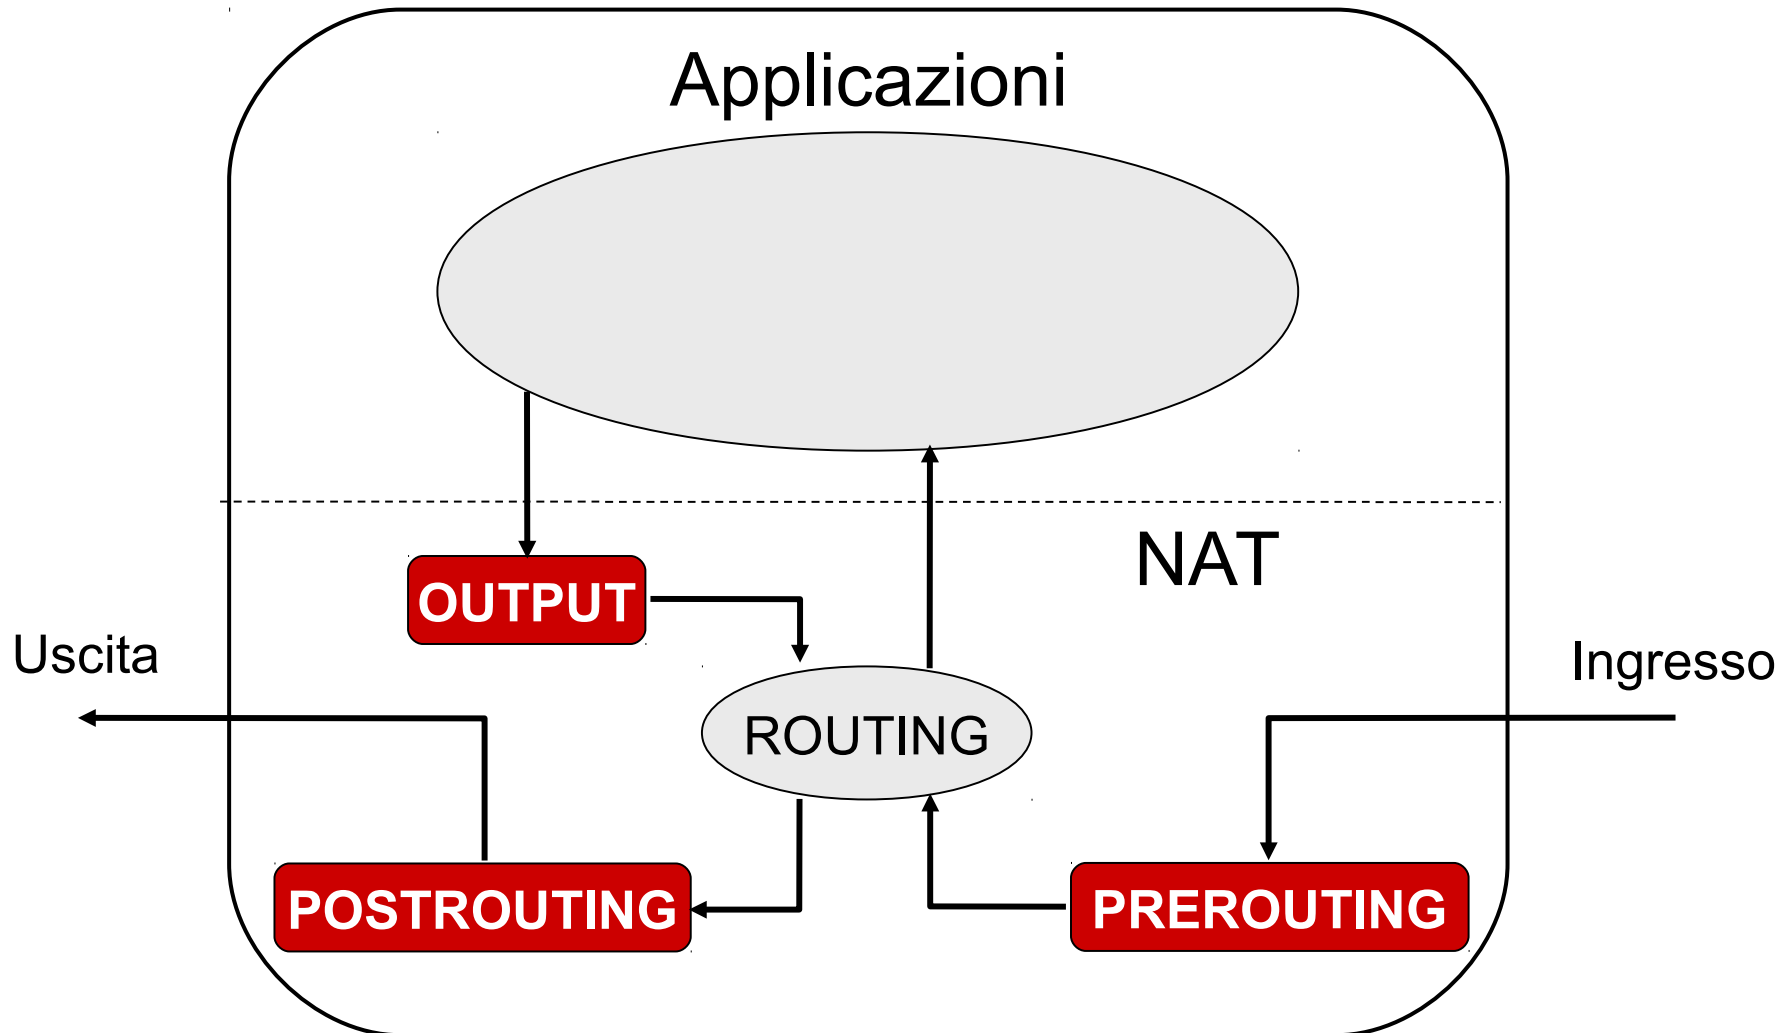 Applicazioni
NAT
OUTPUT
Uscita
Ingresso
ROUTING
POSTROUTING
PREROUTING